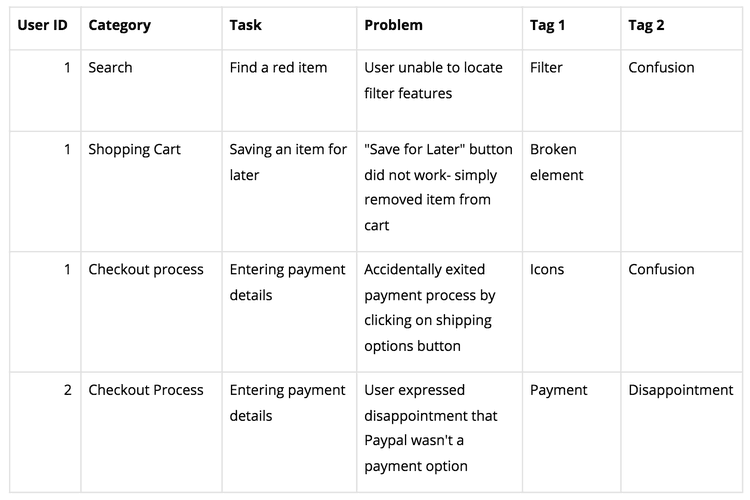 User ID Category Task Problem Tag 1 Tag 2
1 Search Find a red item User unable to locate Filter Confusion
filter features
1 Shopping Cart Saving an item for "Save for Later" button Broken
later did not work- simply element
removed item from
cart
1 Checkout process Entering payment Accidentally exited Icons Confusion
details payment process by
clicking on shipping
options button
2 Checkout Process Entering payment User expressed Payment Disappointment
details disappointment that
Paypal wasn't a
payment option